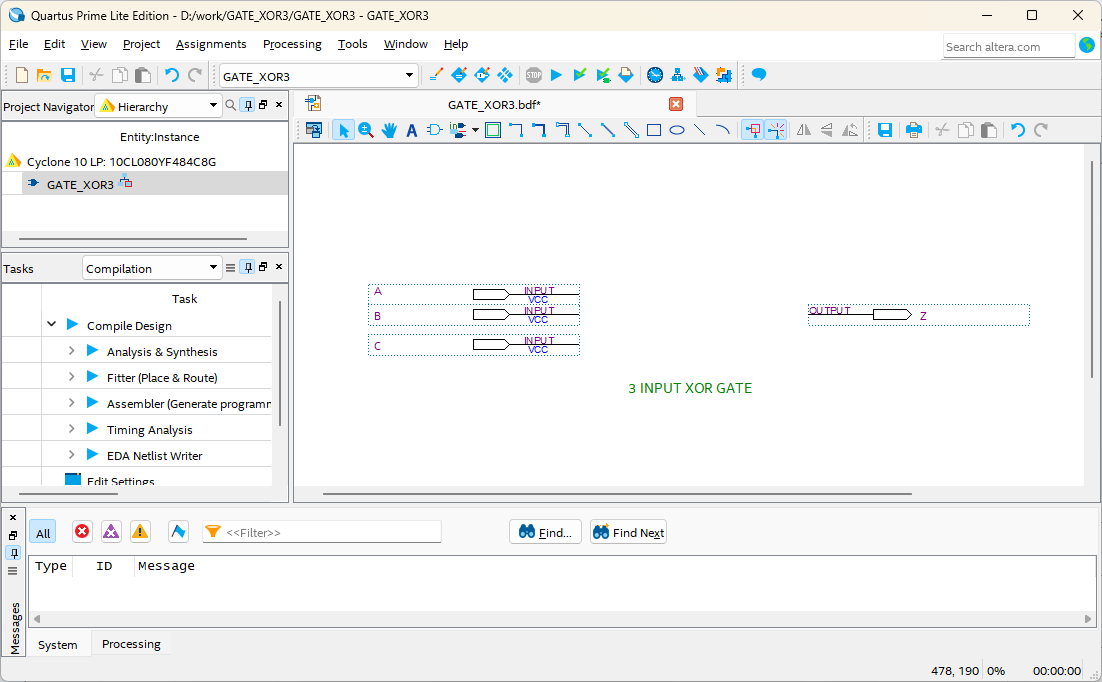 Quartus Prime Lite Edition - D:/work/GATE_XOR3/GATE_XOR3 - GATE_XOR3
File Edit View Project Assignments Processing Tools Window Help
Search altera.com
GATE_XOR3
STOP
Project Navigator Hierarchy
GATE_XOR3.bdf*
Entity:Instance
Cyclone 10 LP: 10CL080YF484C8G
GATE_XOR3
Tasks Compilation
Task
Compile Design
Analysis & Synthesis
Fitter (Place & Route)
Assembler (Generate programm
Timing Analysis
EDA Netlist Writer
Edit Settings
A INPUT
VCC
B INPUT
VCC
C INPUT
VCC
OUTPUT Z
3 INPUT XOR GATE
All <<Filter>> Find... Find Next
Type ID Message
Messages
System Processing
478, 190 0% 00:00:00